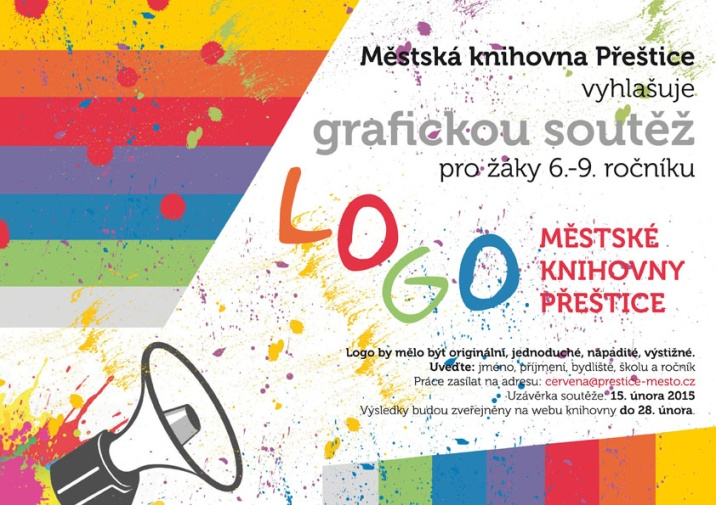 Městská knihovna Přeštice
vyhlašuje
grafickou soutěž
pro žáky 6.-9. ročníku
LOGO
MĚSTSKÉ
KNIHOVNY
PŘEŠTICE
Logo by mělo být originální, jednoduché, nápadité, výstižné.
Uveďte: jméno, příjmení, bydliště, školu a ročník
Práce zasílat na adresu: cervena@prestice-mesto.cz
Uzávěrka soutěže: 15. února 2015
Výsledky budou zveřejněny na webu knihovny do 28. února.